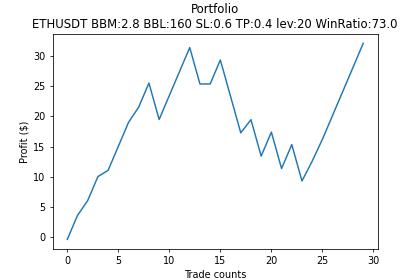 Portfolio
ETHUSDT BBM:2.8 BBL:160 SL:0.6 TP:0.4 lev:20 WinRatio:73.0
Profit ($)
30
25
20
15
10
5
0
0 5 10 15 20 25 30
Trade counts